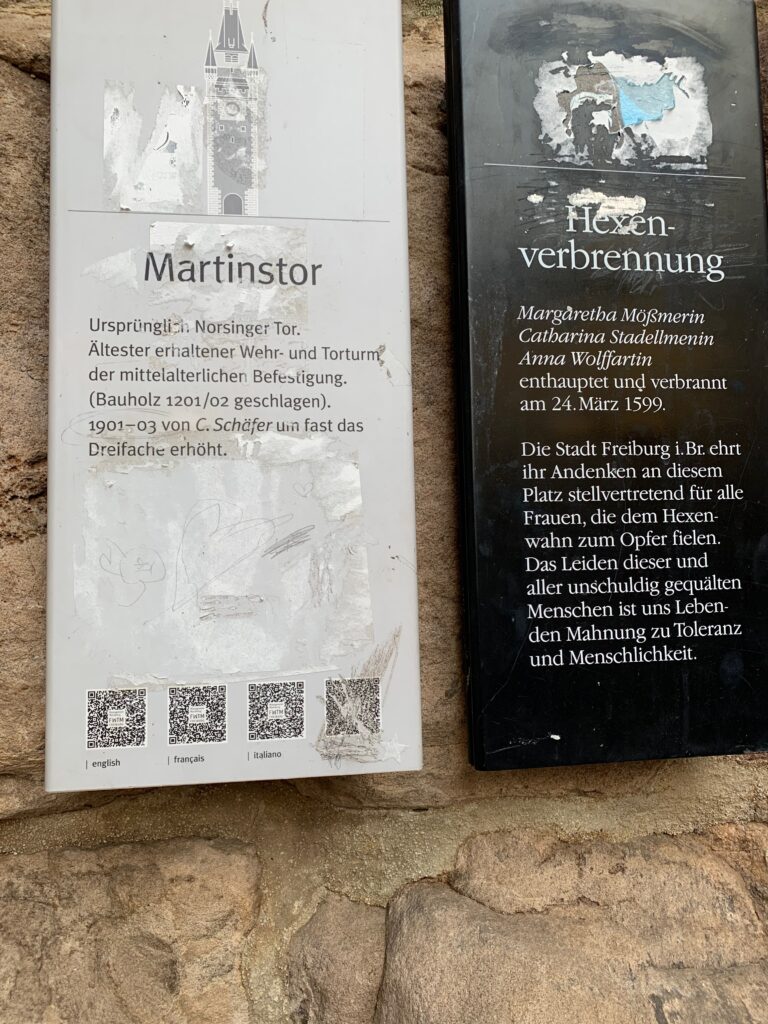 Martinstor
Ursprünglich Norsinger Tor.
Ältester erhaltener Wehr- und Torturm
der mittelalterlichen Befestigung.
(Bauholz 1201/02 geschlagen).
1901–03 von C. Schäfer um fast das
Dreifache erhöht.
| english
| français
| italiano
Hexen-
verbrennung
Margaretha Mößmerin
Catharina Stadellmenin
Anna Wolffartin
enthauptet und verbrannt
am 24. März 1599.
Die Stadt Freiburg i. Br. ehrt
ihr Andenken an diesem
Platz stellvertretend für alle
Frauen, die dem Hexen-
wahn zum Opfer fielen.
Das Leiden dieser und
aller unschuldig gequälten
Menschen ist uns Leben-
den Mahnung zu Toleranz
und Menschlichkeit.